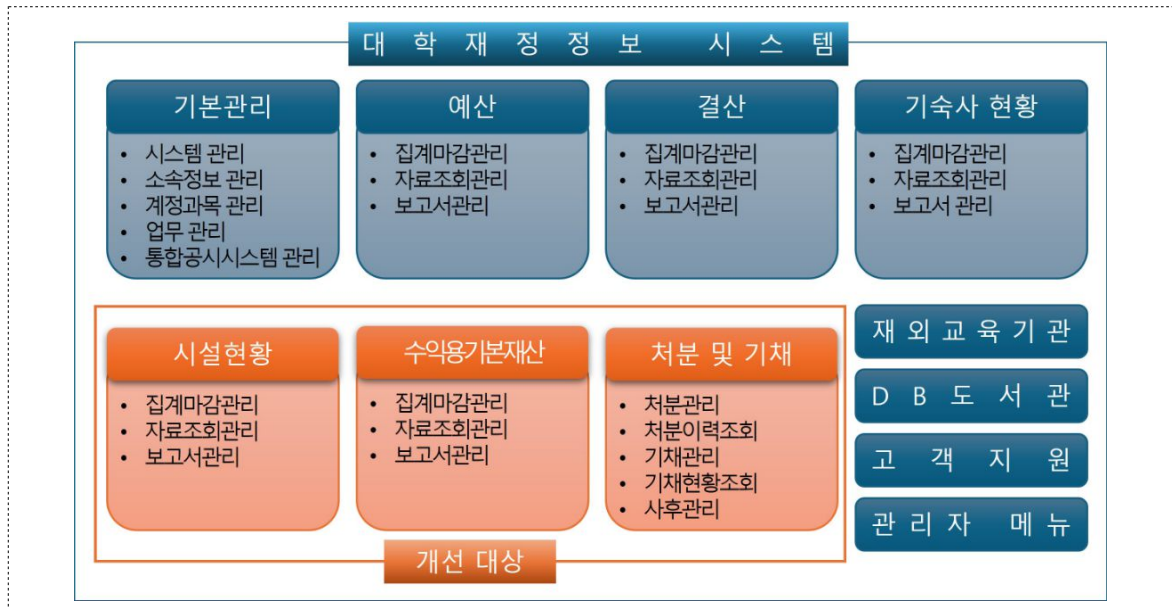 대학재정정보 시스템
기본관리
• 시스템 관리
• 소속정보 관리
• 계정과목 관리
• 업무 관리
• 통합공시시스템 관리
예산
• 집계마감관리
• 자료조회관리
• 보고서관리
결산
• 집계마감관리
• 자료조회관리
• 보고서관리
기숙사 현황
• 집계마감관리
• 자료조회관리
• 보고서 관리
시설현황
• 집계마감관리
• 자료조회관리
• 보고서관리
수익용기본재산
• 집계마감관리
• 자료조회관리
• 보고서관리
처분 및 기채
• 처분관리
• 처분이력조회
• 기채관리
• 기채현황조회
• 사후관리
재외교육기관
DB도서관
고객지원
관리자 메뉴
개선 대상